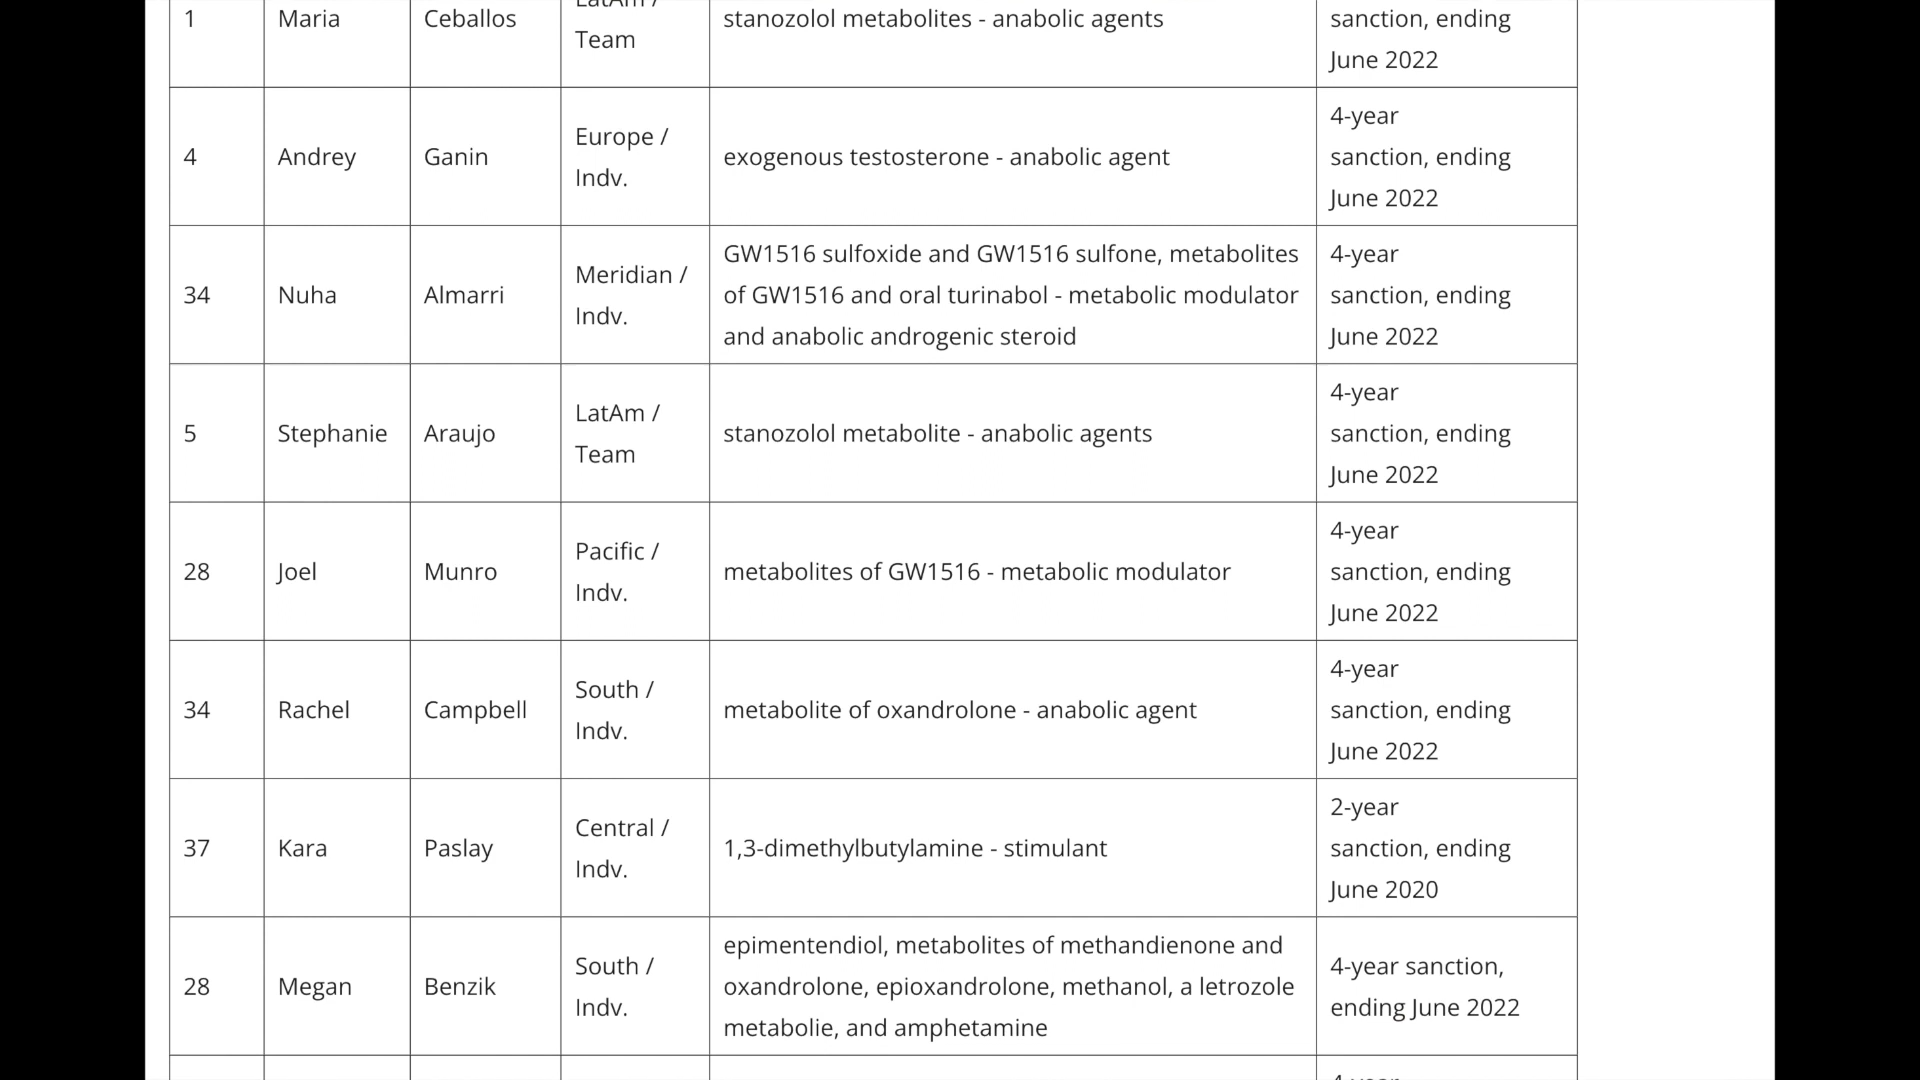 1 Maria Ceballos LatAm / Team stanozolol metabolites - anabolic agents sanction, ending June 2022
4 Andrey Ganin Europe / Indv. exogenous testosterone - anabolic agent 4-year sanction, ending June 2022
34 Nuha Almarri Meridian / Indv. GW1516 sulfoxide and GW1516 sulfone, metabolites of GW1516 and oral turinabol - metabolic modulator and anabolic androgenic steroid 4-year sanction, ending June 2022
5 Stephanie Araujo LatAm / Team stanozolol metabolite - anabolic agents 4-year sanction, ending June 2022
28 Joel Munro Pacific / Indv. metabolites of GW1516 - metabolic modulator 4-year sanction, ending June 2022
34 Rachel Campbell South / Indv. metabolite of oxandrolone - anabolic agent 4-year sanction, ending June 2022
37 Kara Paslay Central / Indv. 1,3-dimethylbutylamine - stimulant 2-year sanction, ending June 2020
28 Megan Benzik South / Indv. epimentendiol, metabolites of methandienone and oxandrolone, epioxandrolone, methanol, a letrozole metabolie, and amphetamine 4-year sanction, ending June 2022